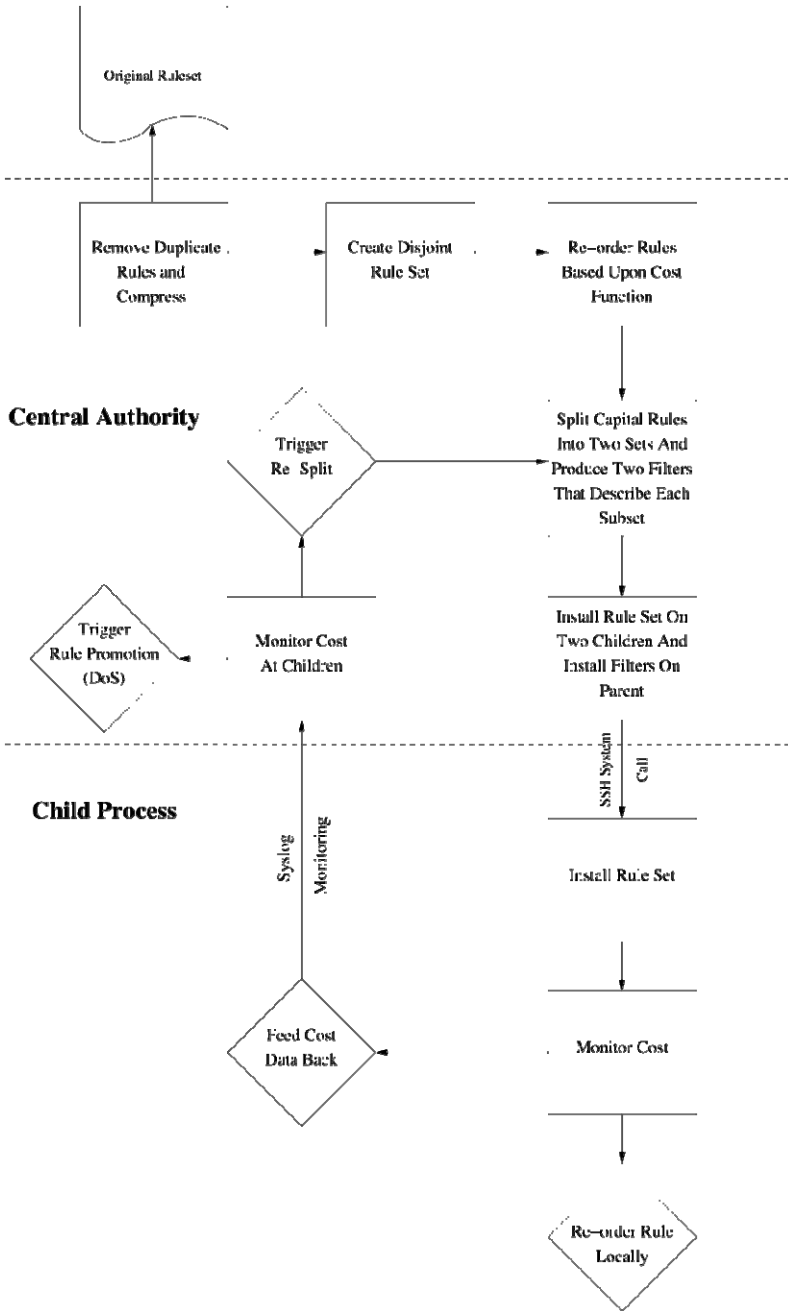 Original Ruleset
Remove Duplicate
Rules and
Compress
Create Disjoint
Rule Set
Re-order Rules
Based Upon Cost
Function
Central Authority
Trigger
Re-Split
Split Capital Rules
Into Two Sets And
Produce Two Filters
That Describe Each
Subset
Trigger
Rule Promotion
(DoS)
Monitor Cost
At Children
Install Rule Set On
Two Children And
Install Filters On
Parent
SSH System
Call
Child Process
Syslog
Monitoring
Install Rule Set
Feed Cost
Data Back
Monitor Cost
Re-order Rule
Locally